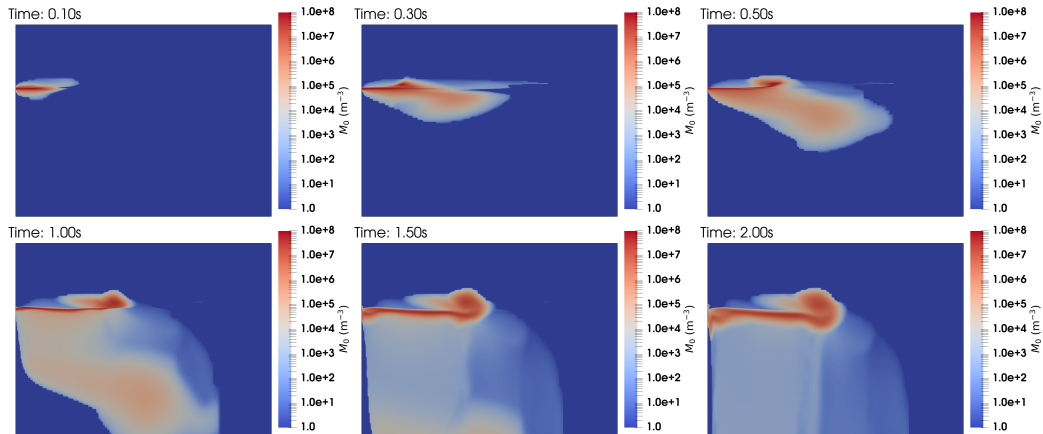 Time: 0.10s
1.0e+8
1.0e+7
1.0e+6
1.0e+5
1.0e+4
1.0e+3
1.0e+2
1.0e+1
1.0
M₀ (m⁻³)
Time: 0.30s
1.0e+8
1.0e+7
1.0e+6
1.0e+5
1.0e+4
1.0e+3
1.0e+2
1.0e+1
1.0
M₀ (m⁻³)
Time: 0.50s
1.0e+8
1.0e+7
1.0e+6
1.0e+5
1.0e+4
1.0e+3
1.0e+2
1.0e+1
1.0
M₀ (m⁻³)
Time: 1.00s
1.0e+8
1.0e+7
1.0e+6
1.0e+5
1.0e+4
1.0e+3
1.0e+2
1.0e+1
1.0
M₀ (m⁻³)
Time: 1.50s
1.0e+8
1.0e+7
1.0e+6
1.0e+5
1.0e+4
1.0e+3
1.0e+2
1.0e+1
1.0
M₀ (m⁻³)
Time: 2.00s
1.0e+8
1.0e+7
1.0e+6
1.0e+5
1.0e+4
1.0e+3
1.0e+2
1.0e+1
1.0
M₀ (m⁻³)